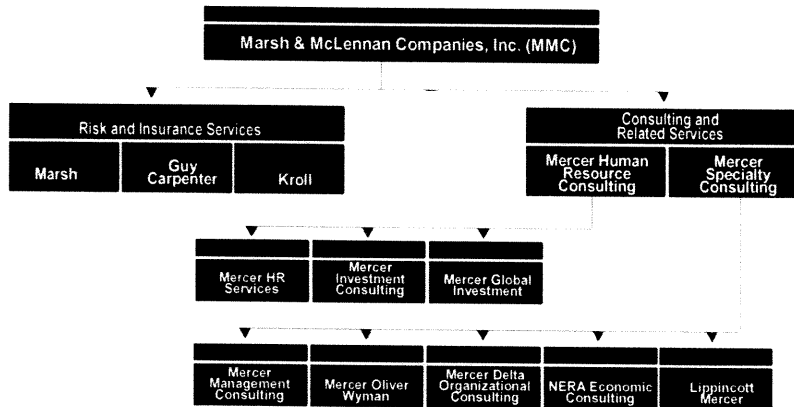 Marsh & McLennan Companies, Inc. (MMC)
Risk and Insurance Services
Marsh
Guy
Carpenter
Kroll
Consulting and
Related Services
Mercer Human
Resource
Consulting
Mercer
Specialty
Consulting
Mercer HR
Services
Mercer
Investment
Consulting
Mercer Global
Investment
Mercer
Management
Consulting
Mercer Oliver
Wyman
Mercer Delta
Organizational
Consulting
NERA Economic
Consulting
Lippincott
Mercer